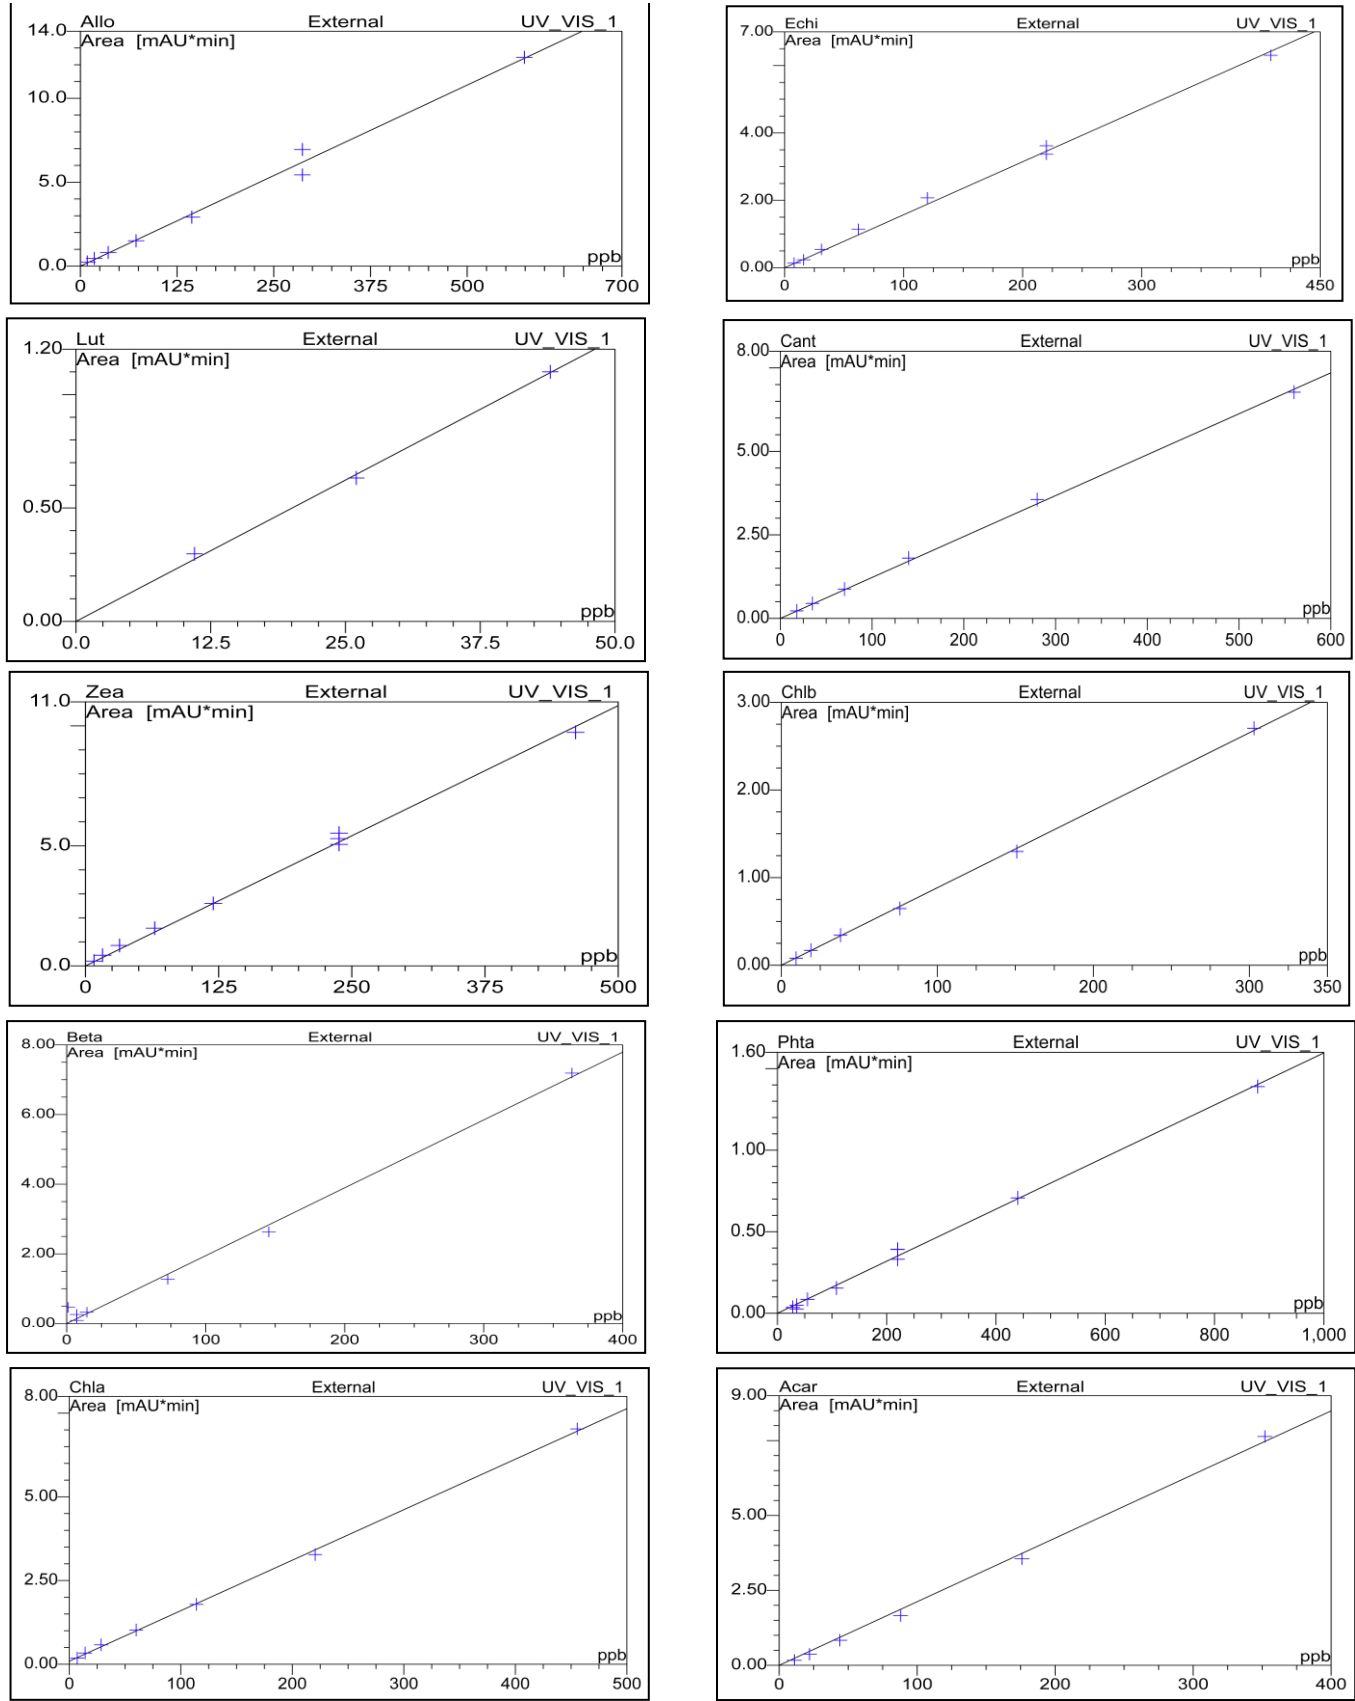 Allo External UV_VIS_1
14.0 Area [mAU*min]
10.0
5.0
0.0 ppb
0 125 250 375 500 700
Echi External UV_VIS_1
7.00 Area [mAU*min]
4.00
2.00
0.00 ppb
0 100 200 300 450
Lut External UV_VIS_1
1.20 Area [mAU*min]
0.50
0.00 ppb
0.0 12.5 25.0 37.5 50.0
Cant External UV_VIS_1
8.00 Area [mAU*min]
5.00
2.50
0.00 ppb
0 100 200 300 400 500 600
Zea External UV_VIS_1
11.0 Area [mAU*min]
5.0
0.0 ppb
0 125 250 375 500
Chlb External UV_VIS_1
3.00 Area [mAU*min]
2.00
1.00
0.00 ppb
0 100 200 300 350
Beta External UV_VIS_1
8.00 Area [mAU*min]
6.00
4.00
2.00
0.00 ppb
0 100 200 300 400
Phta External UV_VIS_1
1.60 Area [mAU*min]
1.00
0.50
0.00 ppb
0 200 400 600 800 1,000
Chla External UV_VIS_1
8.00 Area [mAU*min]
5.00
2.50
0.00 ppb
0 100 200 300 400 500
Acar External UV_VIS_1
9.00 Area [mAU*min]
5.00
2.50
0.00 ppb
0 100 200 300 400